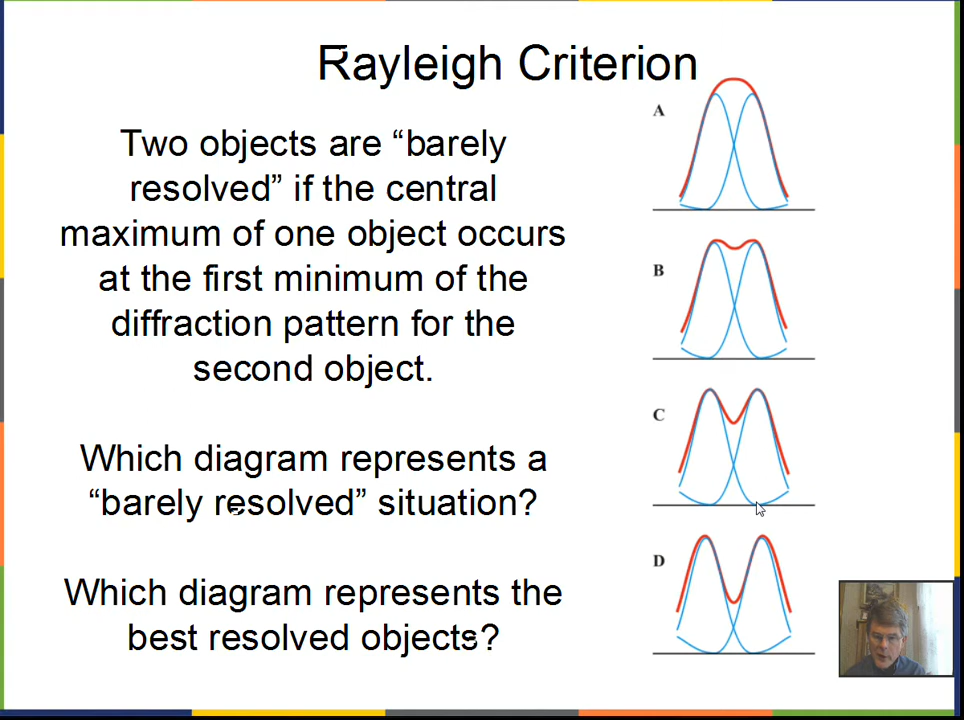 Rayleigh Criterion
A
Two objects are “barely
resolved” if the central
maximum of one object occurs
at the first minimum of the
diffraction pattern for the
second object.
B
C
Which diagram represents a
“barely resolved” situation?
D
Which diagram represents the
best resolved objects?